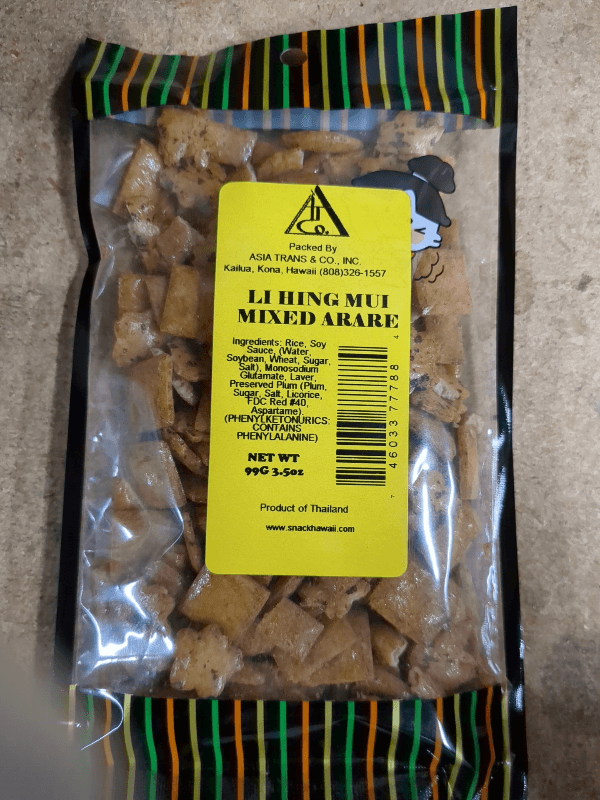 AT
Co.
Packed By
ASIA TRANS & CO., INC.
Kailua, Kona, Hawaii (808)326-1557
LI HING MUI
MIXED ARARE
Ingredients: Rice, Soy
Sauce, (Water,
Soybean, Wheat, Sugar,
Salt), Monosodium
Glutamate, Laver,
Preserved Plum (Plum,
Sugar, Salt, Licorice,
FDC Red #40,
Aspartame).
(PHENYLKETONURICS:
CONTAINS
PHENYLALANINE)
NET WT
99G 3.5oz
7 46033 77788 4
Product of Thailand
www.snackhawaii.com